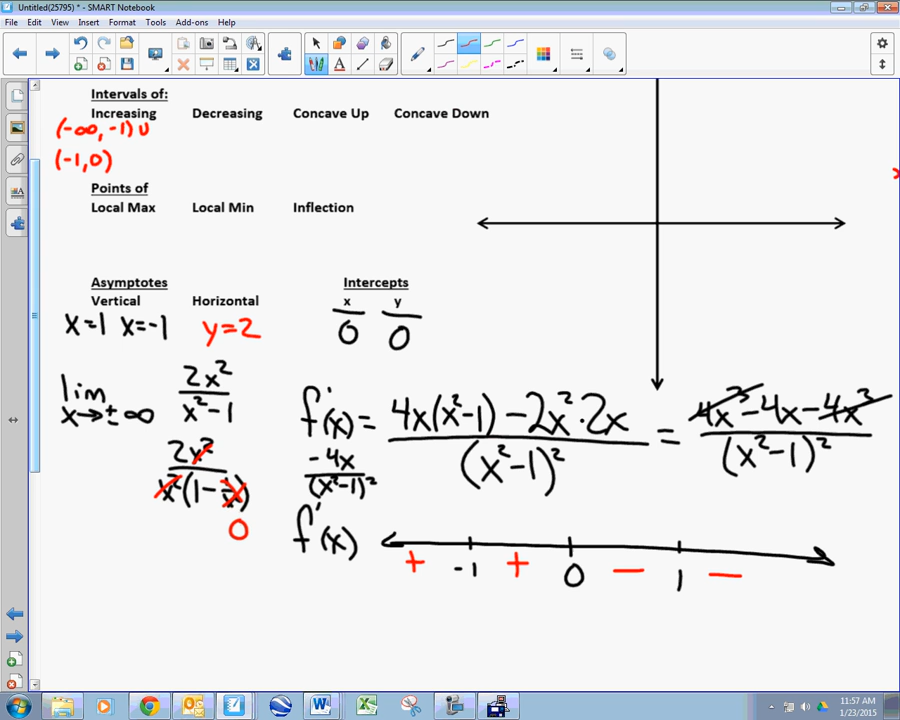 Untitled(25795) * - SMART Notebook
File Edit View Insert Format Tools Add-ons Help
Intervals of:
Increasing Decreasing Concave Up Concave Down
(-∞, -1) ∪
(-1, 0)
Points of
Local Max Local Min Inflection
Asymptotes Intercepts
Vertical Horizontal x y
x=1 x=-1 y=2 0 0
lim x→±∞ 2x²/(x²-1)
2x²/(x²(1-
0
f'(x) = (4x(x²-1) - 2x²·2x)/(x²-1)² = (4x³-4x-4x³)/(x²-1)²
-4x/(x²-1)²
f'(x)
+ -1 + 0 — 1 —
11:57 AM
1/23/2015